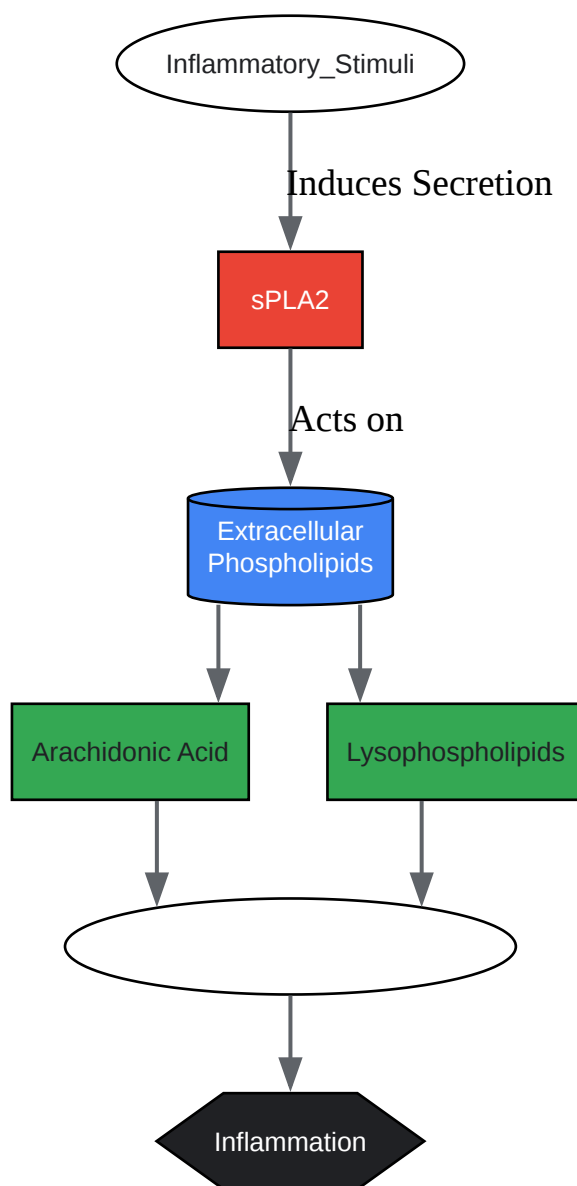 Inflammatory_Stimuli
Induces Secretion
sPLA2
Acts on
Extracellular
Phospholipids
Arachidonic Acid
Lysophospholipids
Inflammation